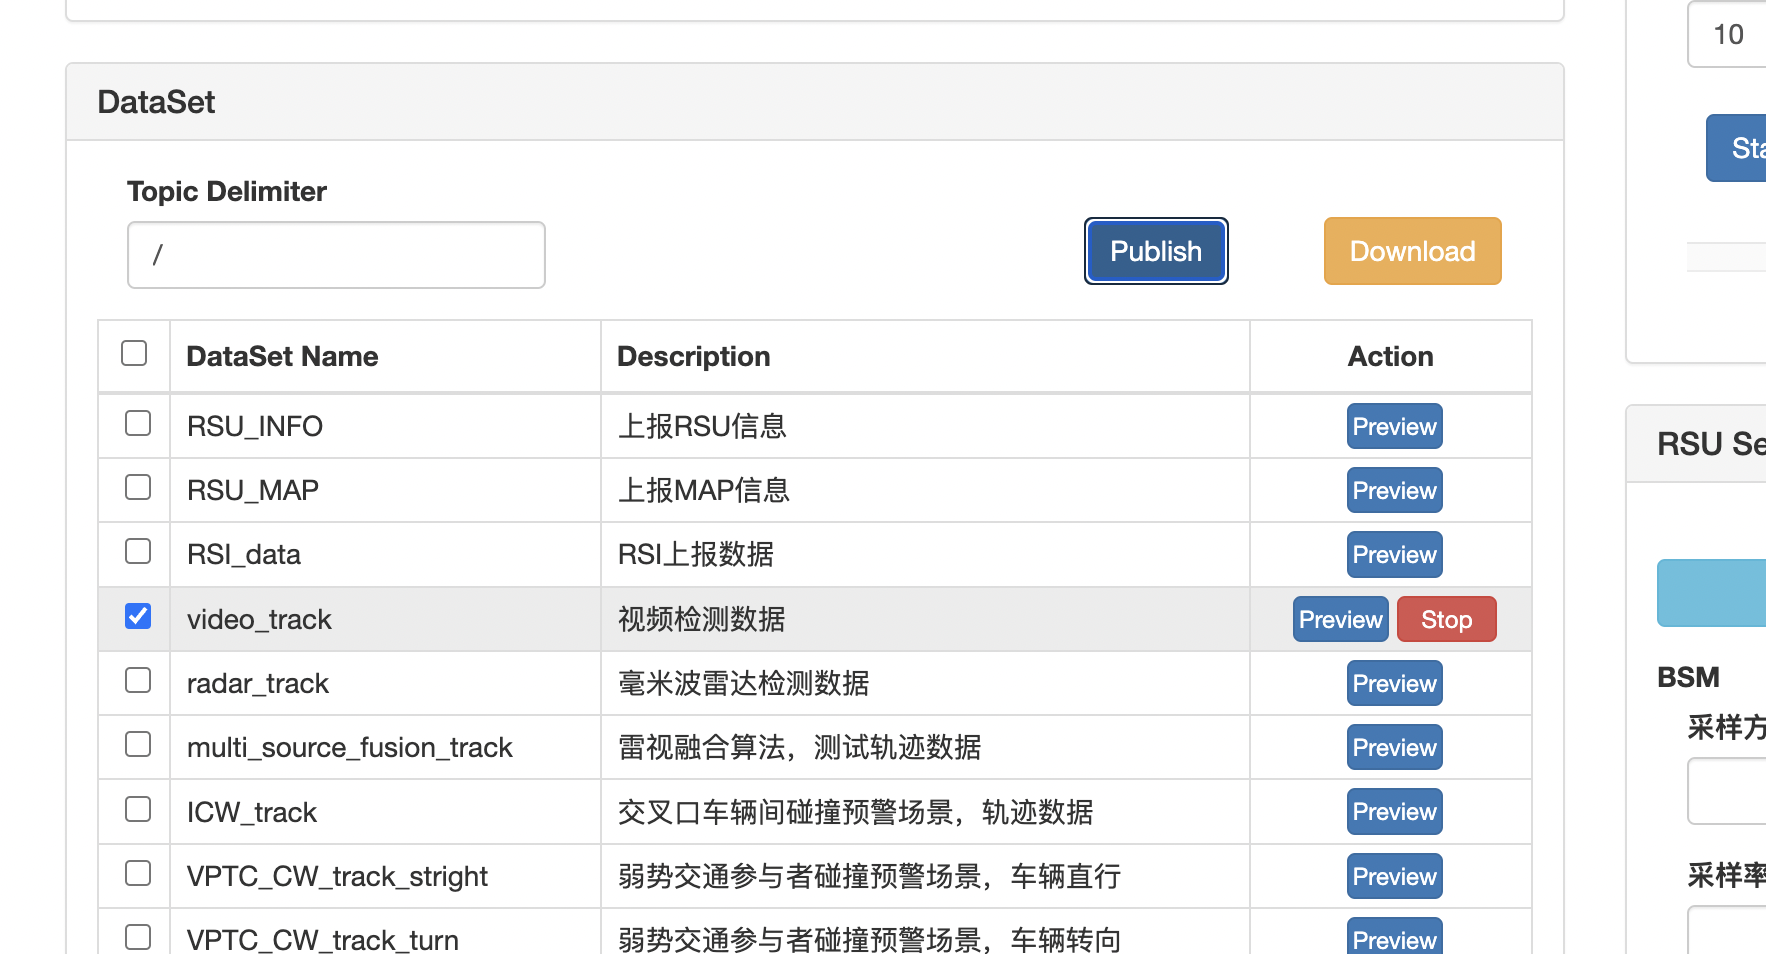 10
DataSet
Topic Delimiter
/
Publish
Download
DataSet Name Description Action
RSU_INFO 上报RSU信息 Preview
RSU_MAP 上报MAP信息 Preview
RSI_data RSI上报数据 Preview
video_track 视频检测数据 Preview Stop
radar_track 毫米波雷达检测数据 Preview
multi_source_fusion_track 雷视融合算法，测试轨迹数据 Preview
ICW_track 交叉口车辆间碰撞预警场景，轨迹数据 Preview
VPTC_CW_track_stright 弱势交通参与者碰撞预警场景，车辆直行 Preview
VPTC_CW_track_turn 弱势交通参与者碰撞预警场景，车辆转向 Preview
RSU
BSM
采样方
采样率